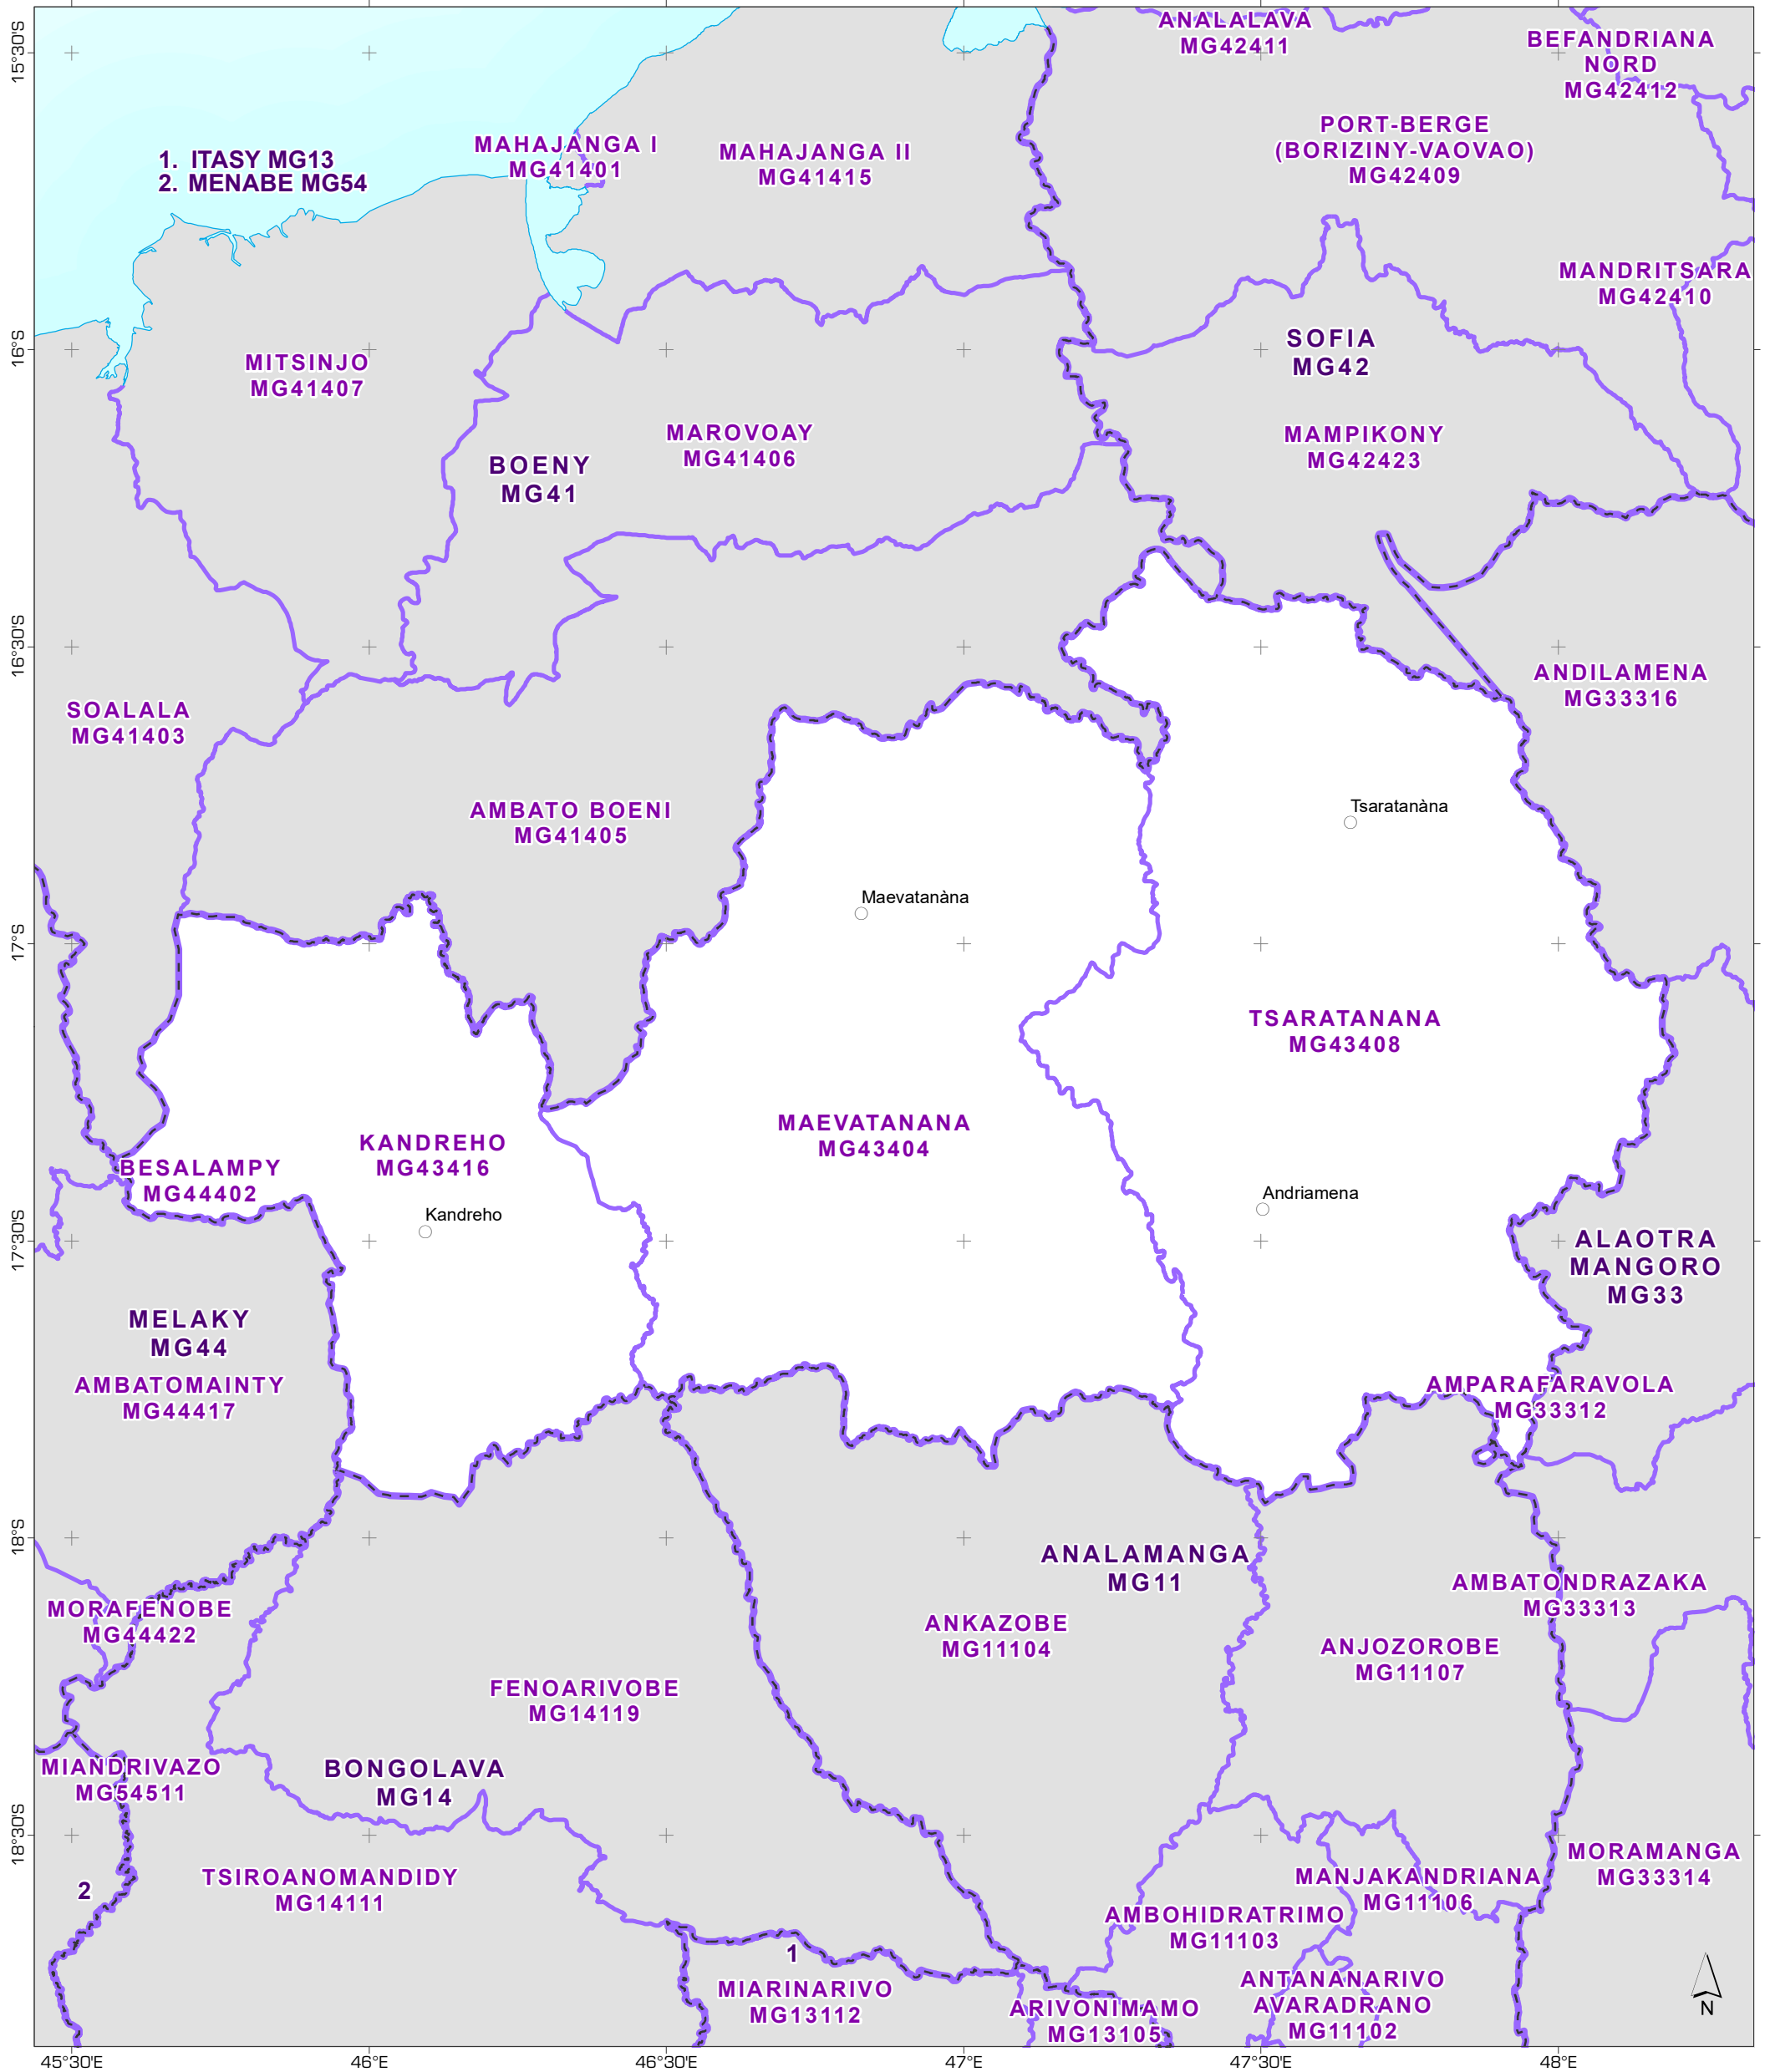 ANALALAVA
MG42411
BEFANDRIANA
NORD
MG42412
15°30'S
PORT-BERGE
(BORIZINY-VAOVAO)
MG42409
MAHAJANGA I
MG41401
MAHAJANGA II
MG41415
1. ITASY MG13
2. MENABE MG54
MANDRITSARA
MG42410
16°S
SOFIA
MG42
MITSINJO
MG41407
MAROVOAY
MG41406
MAMPIKONY
MG42423
BOENY
MG41
16°30'S
ANDILAMENA
MG33316
SOALALA
MG41403
AMBATO BOENI
MG41405
Tsaratanàna
Maevatanàna
17°S
TSARATANANA
MG43408
MAEVATANANA
MG43404
KANDREHO
MG43416
BESALAMPY
MG44402
Andriamena
Kandreho
17°30'S
ALAOTRA
MANGORO
MG33
MELAKY
MG44
AMBATOMAINTY
MG44417
AMPARAFARAVOLA
MG33312
18°S
ANALAMANGA
MG11
AMBATONDRAZAKA
MG33313
MORAFENOBE
MG44422
ANKAZOBE
MG11104
ANJOZOROBE
MG11107
FENOARIVOBE
MG14119
MIANDRIVAZO
MG54511
BONGOLAVA
MG14
18°30'S
MORAMANGA
MG33314
TSIROANOMANDIDY
MG14111
MANJAKANDRIANA
MG11106
2
AMBOHIDRATRIMO
MG11103
1
MIARINARIVO
MG13112
ANTANANARIVO
AVARADRANO
MG11102
ARIVONIMAMO
MG13105
N
45°30'E
46°E
46°30'E
47°E
47°30'E
48°E